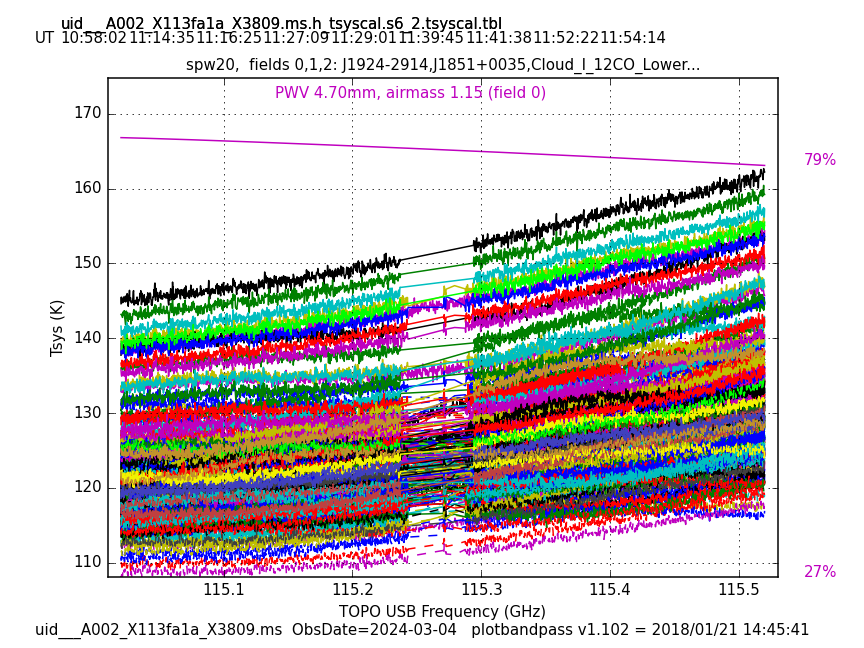 uid___A002_X113fa1a_X3809.ms.h_tsyscal.s6_2.tsyscal.tbl
UT 10:58:02 11:14:35 11:16:25 11:27:09 11:29:01 11:39:45 11:41:38 11:52:22 11:54:14
spw20,  fields 0,1,2: J1924-2914,J1851+0035,Cloud_I_12CO_Lower...
PWV 4.70mm, airmass 1.15 (field 0)
170
79%
160
150
Tsys (K)
140
130
120
110
27%
115.1 115.2 115.3 115.4 115.5
TOPO USB Frequency (GHz)
uid___A002_X113fa1a_X3809.ms  ObsDate=2024-03-04   plotbandpass v1.102 = 2018/01/21 14:45:41